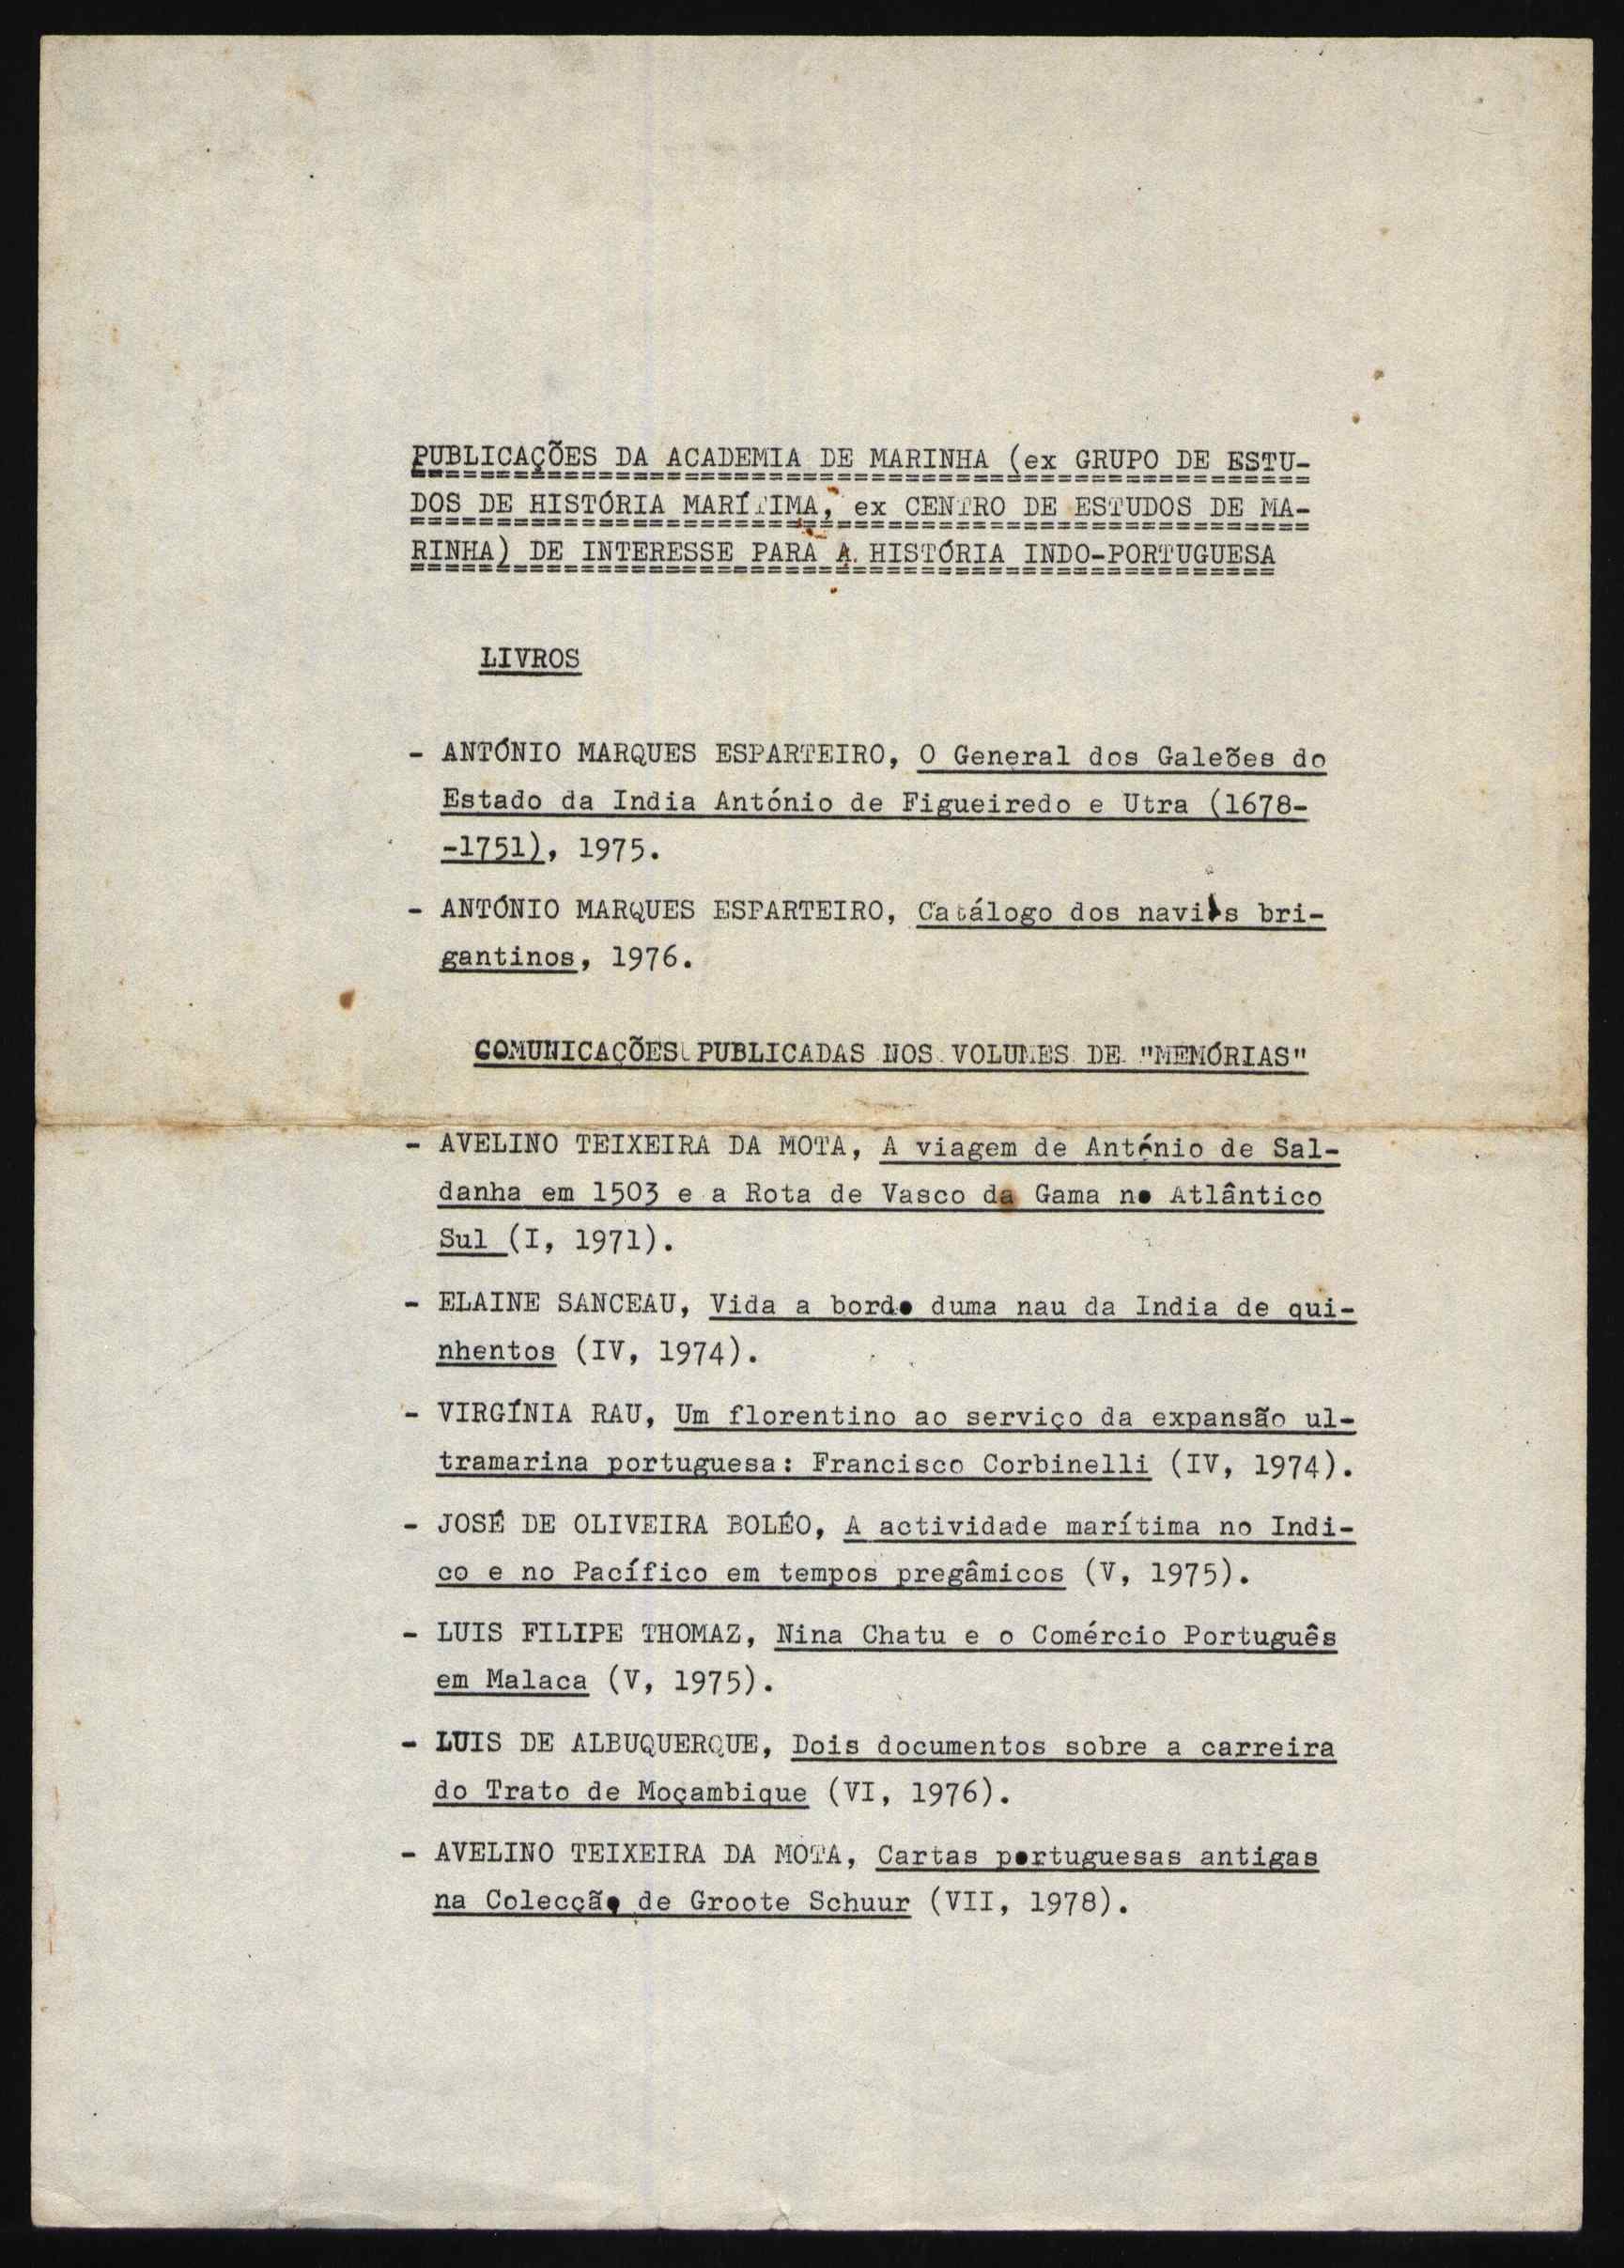 PUBLICAÇÕES DA ACADEMIA DE MARINHA (ex GRUPO DE ESTU-
DOS DE HISTÓRIA MARÍTIMA, ex CENTRO DE ESTUDOS DE MA-
RINHA) DE INTERESSE PARA A HISTÓRIA INDO-PORTUGUESA
LIVROS
- ANTÓNIO MARQUES ESPARTEIRO, O General dos Galeões do
Estado da India António de Figueiredo e Utra (1678-
-1751), 1975.
- ANTÓNIO MARQUES ESPARTEIRO, Catálogo dos navios bri-
gantinos, 1976.
COMUNICAÇÕES PUBLICADAS NOS VOLUMES DE "MEMÓRIAS"
- AVELINO TEIXEIRA DA MOTA, A viagem de António de Sal-
danha em 1503 e a Rota de Vasco da Gama no Atlântico
Sul (I, 1971).
- ELAINE SANCEAU, Vida a bordo duma nau da India de qui-
nhentos (IV, 1974).
- VIRGÍNIA RAU, Um florentino ao serviço da expansão ul-
tramarina portuguesa: Francisco Corbinelli (IV, 1974).
- JOSÉ DE OLIVEIRA BOLÉO, A actividade marítima no Indi-
co e no Pacífico em tempos pregâmicos (V, 1975).
- LUIS FILIPE THOMAZ, Nina Chatu e o Comércio Português
em Malaca (V, 1975).
- LUIS DE ALBUQUERQUE, Dois documentos sobre a carreira
do Trato de Moçambique (VI, 1976).
- AVELINO TEIXEIRA DA MOTA, Cartas portuguesas antigas
na Colecção de Groote Schuur (VII, 1978).